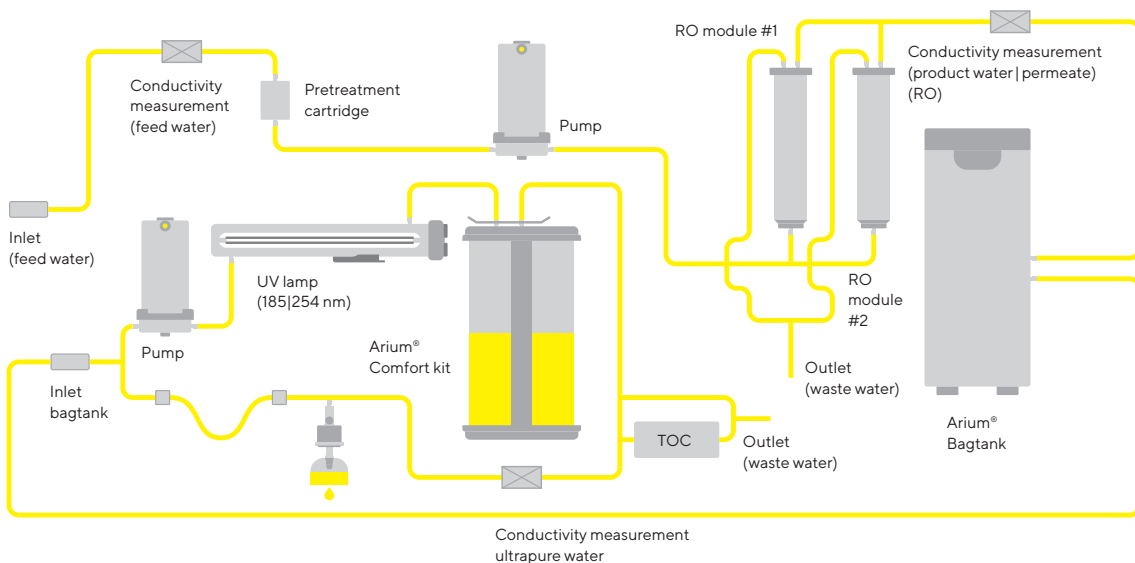 RO module #1
Conductivity measurement
(product water|permeate)
(RO)
Conductivity
measurement
(feed water)
Pretreatment
cartridge
Pump
Inlet
(feed water)
UV lamp
(185|254 nm)
RO
module
#2
Pump
Arium®
Comfort kit
Inlet
bagtank
Outlet
(waste water)
Arium®
Bagtank
TOC
Outlet
(waste water)
Conductivity measurement
ultrapure water